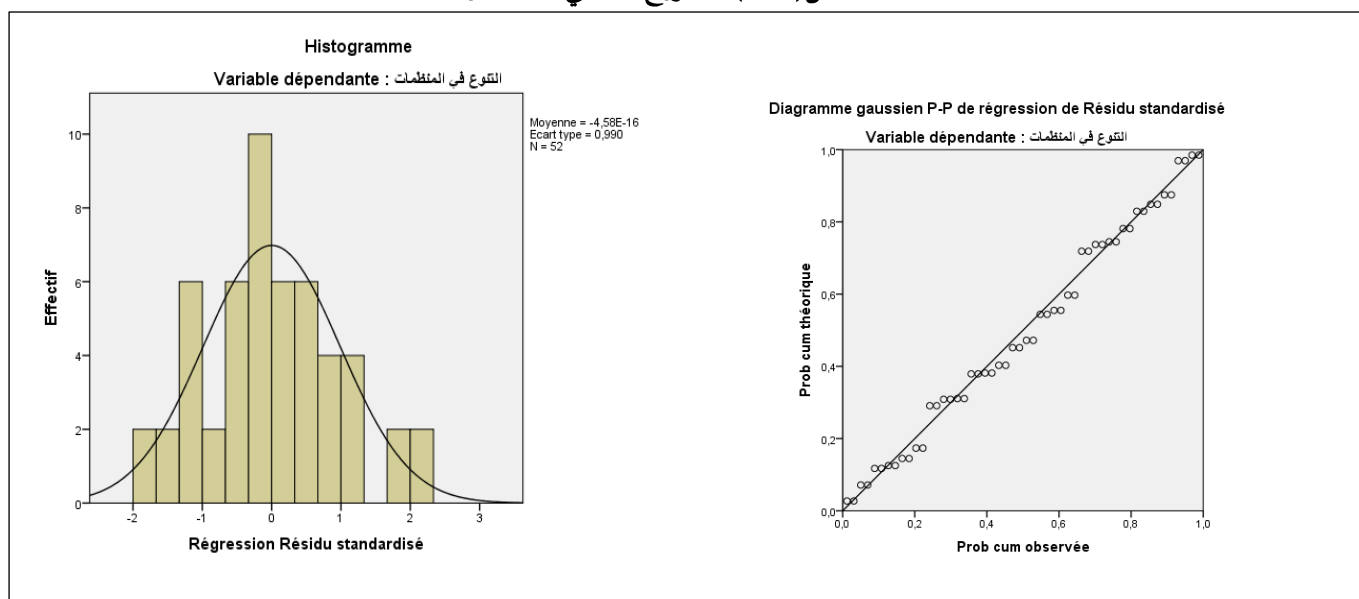 Histogramme
Variable dépendante : التنوع في المنظمات
Moyenne = -4,58E-16
Ecart type = 0,990
N = 52
Effectif
10
8
6
4
2
0
-2 -1 0 1 2 3
Régression Résidu standardisé
Diagramme gaussien P-P de régression de Résidu standardisé
Variable dépendante : التنوع في المنظمات
Prob cum théorique
1,0
0,8
0,6
0,4
0,2
0,0
0,0 0,2 0,4 0,6 0,8 1,0
Prob cum observée